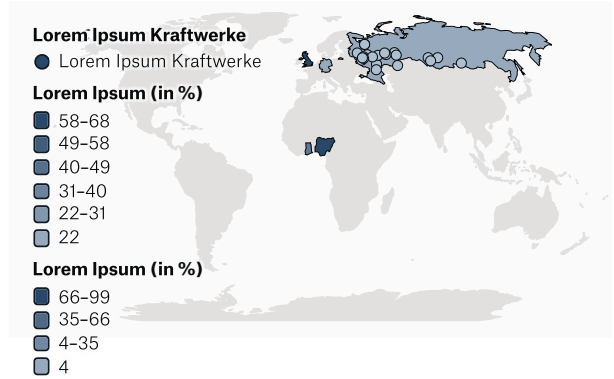 Lorem Ipsum Kraftwerke
Lorem Ipsum Kraftwerke
Lorem Ipsum (in %)
58–68
49–58
40–49
31–40
22–31
22
Lorem Ipsum (in %)
66–99
35–66
4–35
4